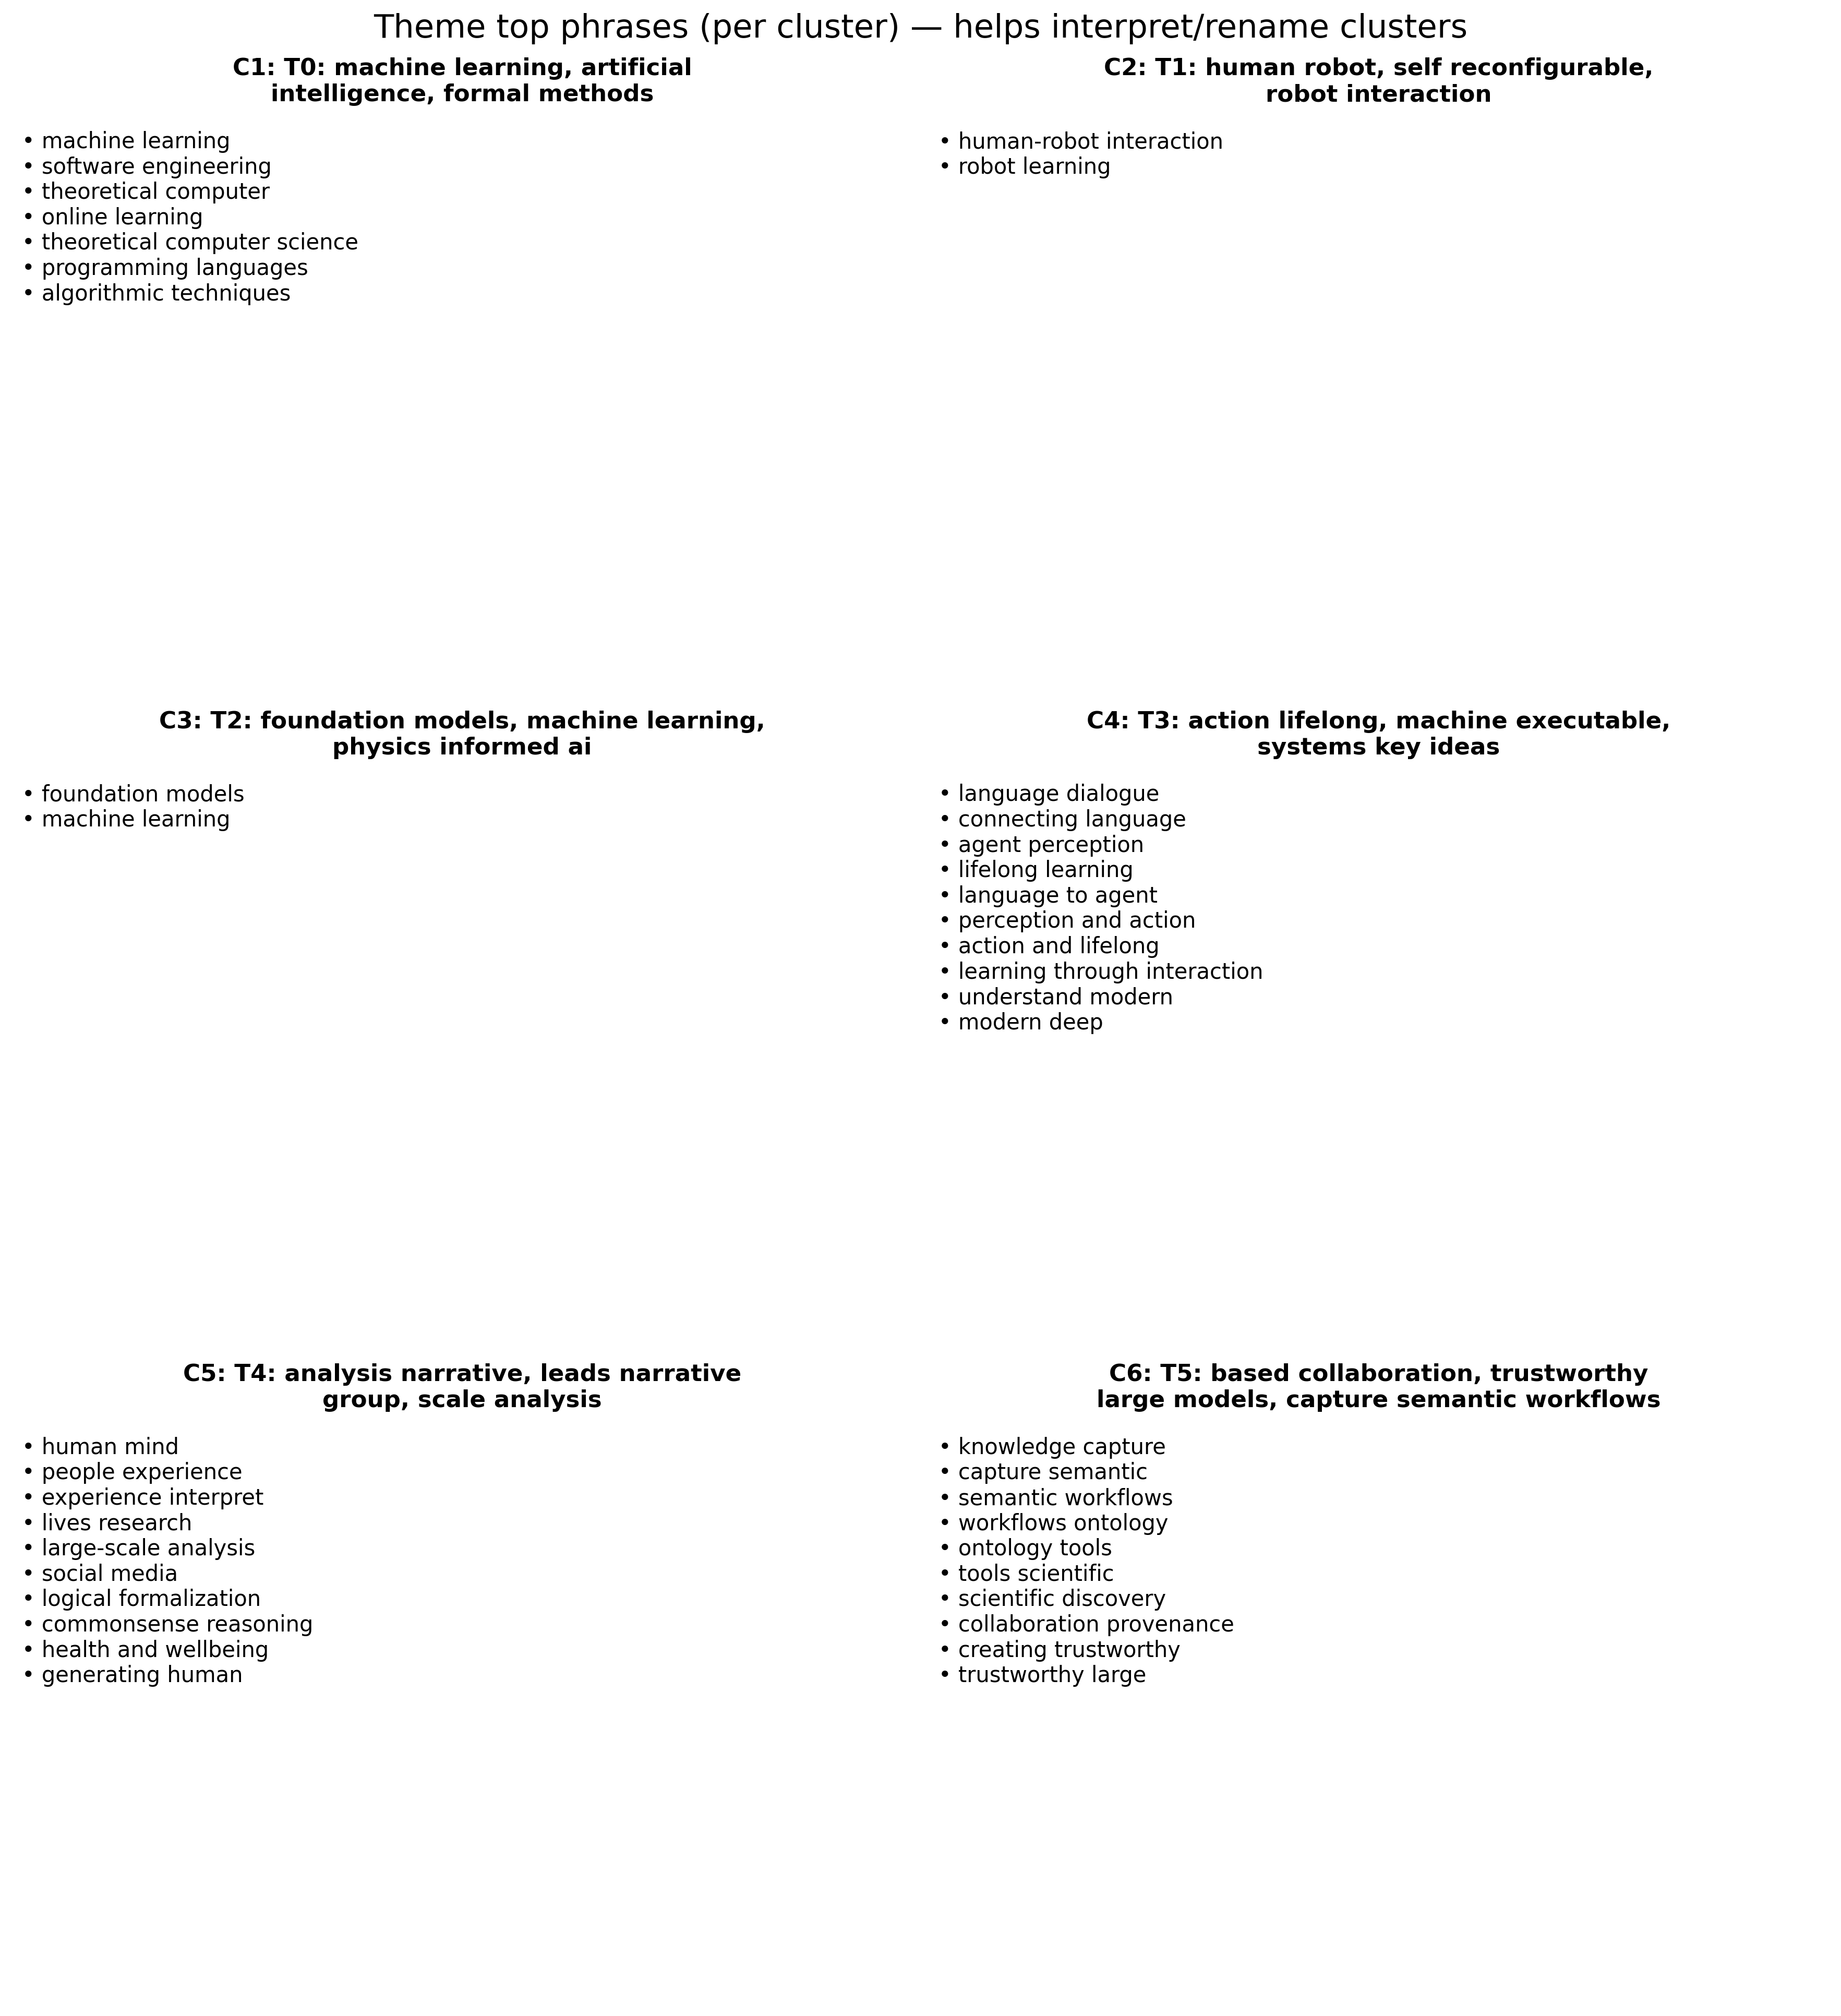 Theme top phrases (per cluster) — helps interpret/rename clusters
C1: T0: machine learning, artificial
intelligence, formal methods
• machine learning
• software engineering
• theoretical computer
• online learning
• theoretical computer science
• programming languages
• algorithmic techniques
C2: T1: human robot, self reconfigurable,
robot interaction
• human-robot interaction
• robot learning
C3: T2: foundation models, machine learning,
physics informed ai
• foundation models
• machine learning
C4: T3: action lifelong, machine executable,
systems key ideas
• language dialogue
• connecting language
• agent perception
• lifelong learning
• language to agent
• perception and action
• action and lifelong
• learning through interaction
• understand modern
• modern deep
C5: T4: analysis narrative, leads narrative
group, scale analysis
• human mind
• people experience
• experience interpret
• lives research
• large-scale analysis
• social media
• logical formalization
• commonsense reasoning
• health and wellbeing
• generating human
C6: T5: based collaboration, trustworthy
large models, capture semantic workflows
• knowledge capture
• capture semantic
• semantic workflows
• workflows ontology
• ontology tools
• tools scientific
• scientific discovery
• collaboration provenance
• creating trustworthy
• trustworthy large